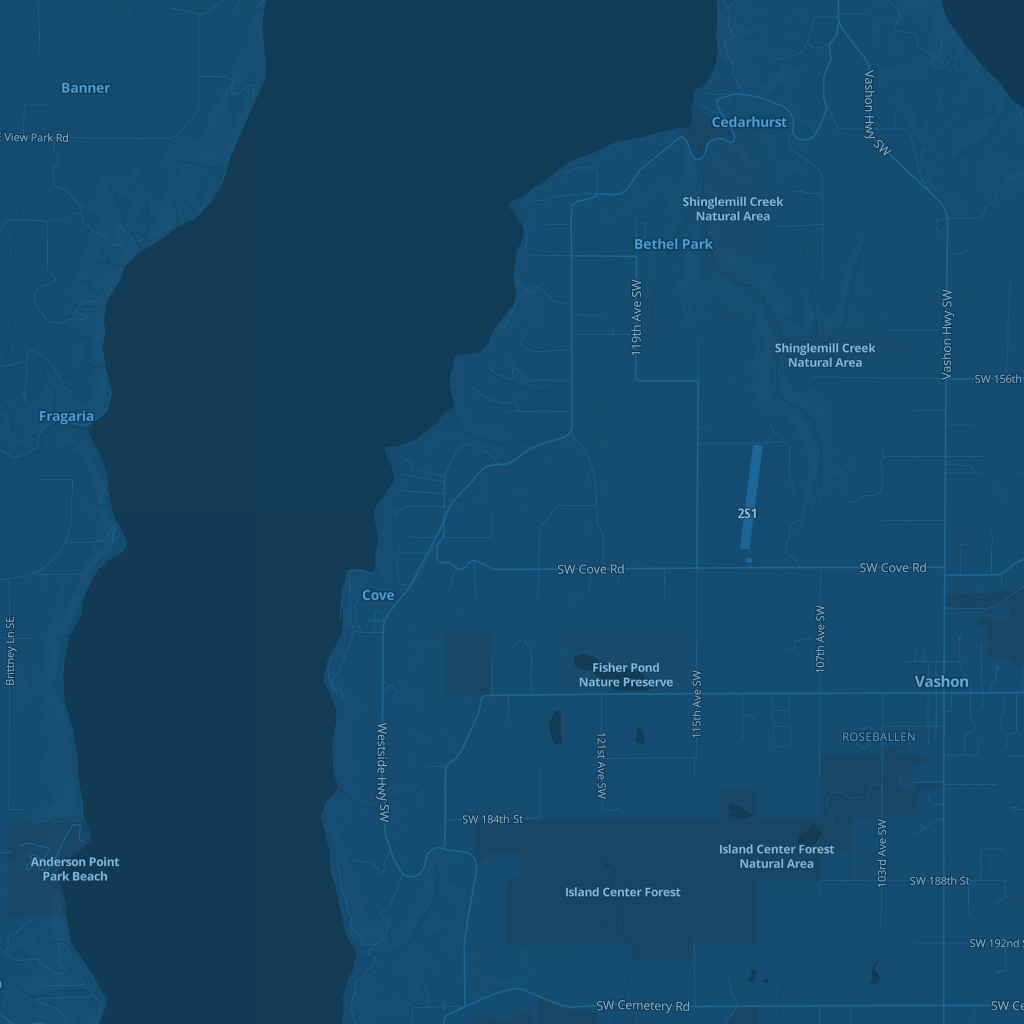 Banner
E View Park Rd
Cedarhurst
Vashon Hwy SW
Shinglemill Creek
Natural Area
Bethel Park
119th Ave SW
Vashon Hwy SW
Shinglemill Creek
Natural Area
SW 156th
Fragaria
2S1
SW Cove Rd
SW Cove Rd
Cove
Brittney Ln SE
107th Ave SW
Fisher Pond
Nature Preserve
Vashon
115th Ave SW
Westside Hwy SW
121st Ave SW
ROSEBALLEN
SW 184th St
103rd Ave SW
Island Center Forest
Natural Area
Anderson Point
Park Beach
Island Center Forest
SW 188th St
SW 192nd S
SW Cemetery Rd
SW Ce